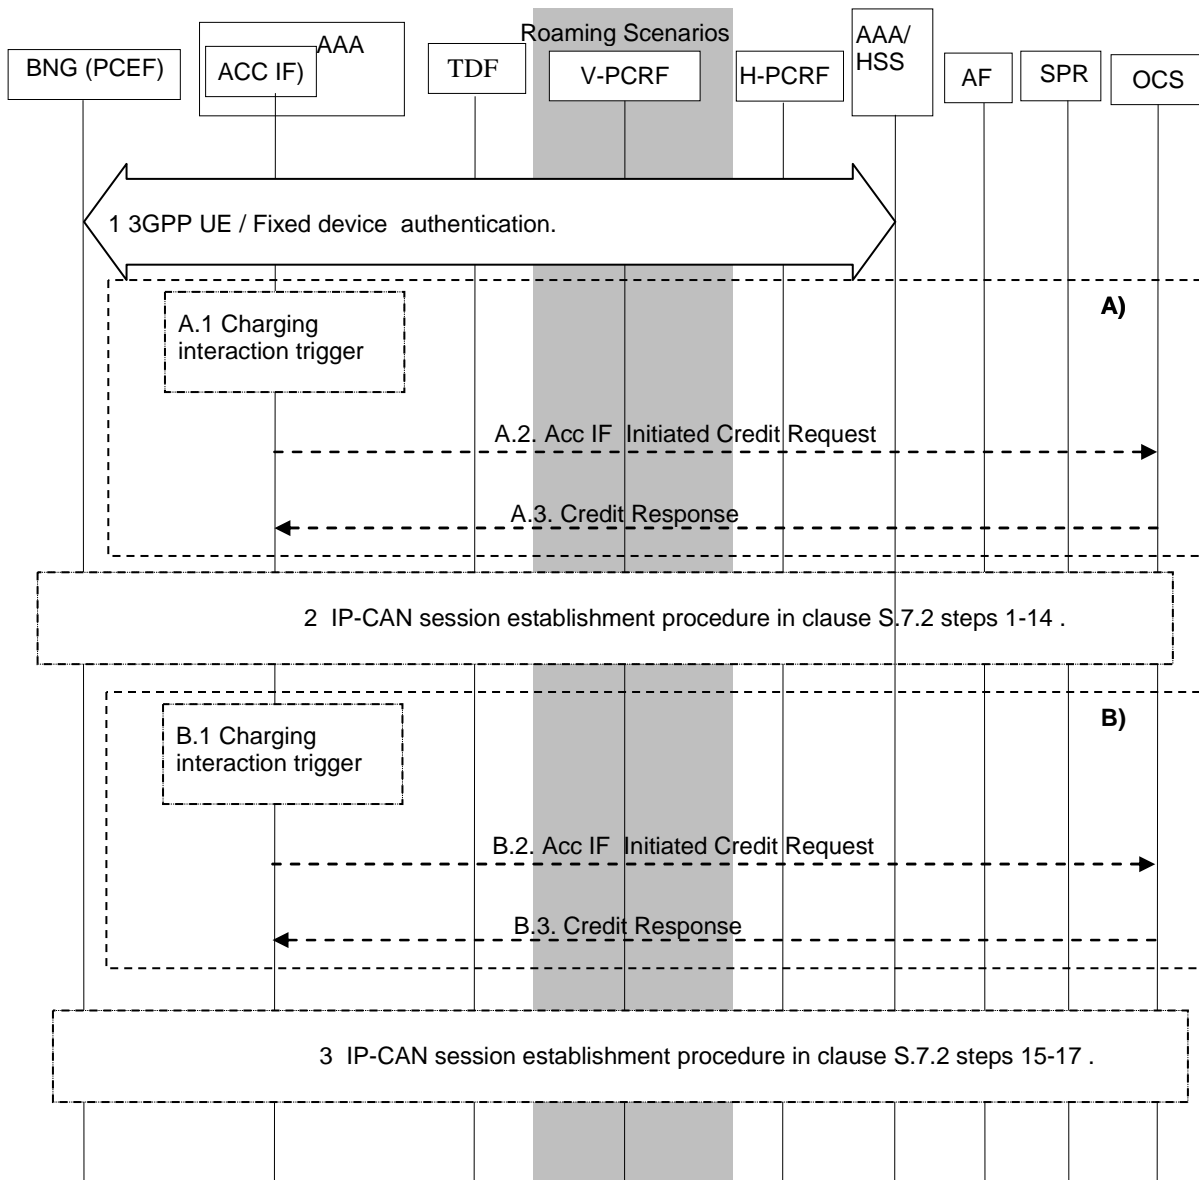 Roaming Scenarios
BNG (PCEF)
AAA
ACC IF)
TDF
V-PCRF
H-PCRF
AAA/
HSS
AF
SPR
OCS
1 3GPP UE / Fixed device  authentication.
A)
A.1 Charging
interaction trigger
A.2. Acc IF  Initiated Credit Request
A.3. Credit Response
2  IP-CAN session establishment procedure in clause S.7.2 steps 1-14 .
B)
B.1 Charging
interaction trigger
B.2. Acc IF  Initiated Credit Request
B.3. Credit Response
3  IP-CAN session establishment procedure in clause S.7.2 steps 15-17 .